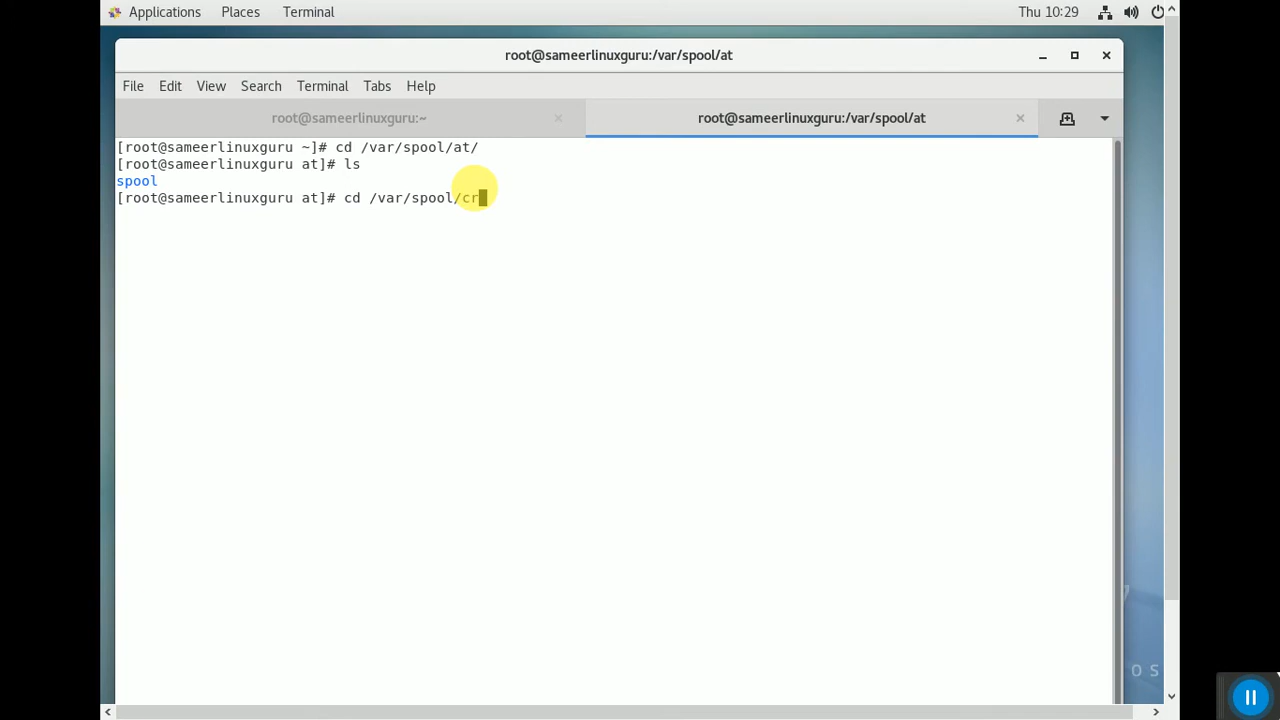 Applications Places Terminal Thu 10:29
root@sameerlinuxguru:/var/spool/at
File Edit View Search Terminal Tabs Help
root@sameerlinuxguru:~ root@sameerlinuxguru:/var/spool/at
[root@sameerlinuxguru ~]# cd /var/spool/at/
[root@sameerlinuxguru at]# ls
spool
[root@sameerlinuxguru at]# cd /var/spool/cr
7
O S